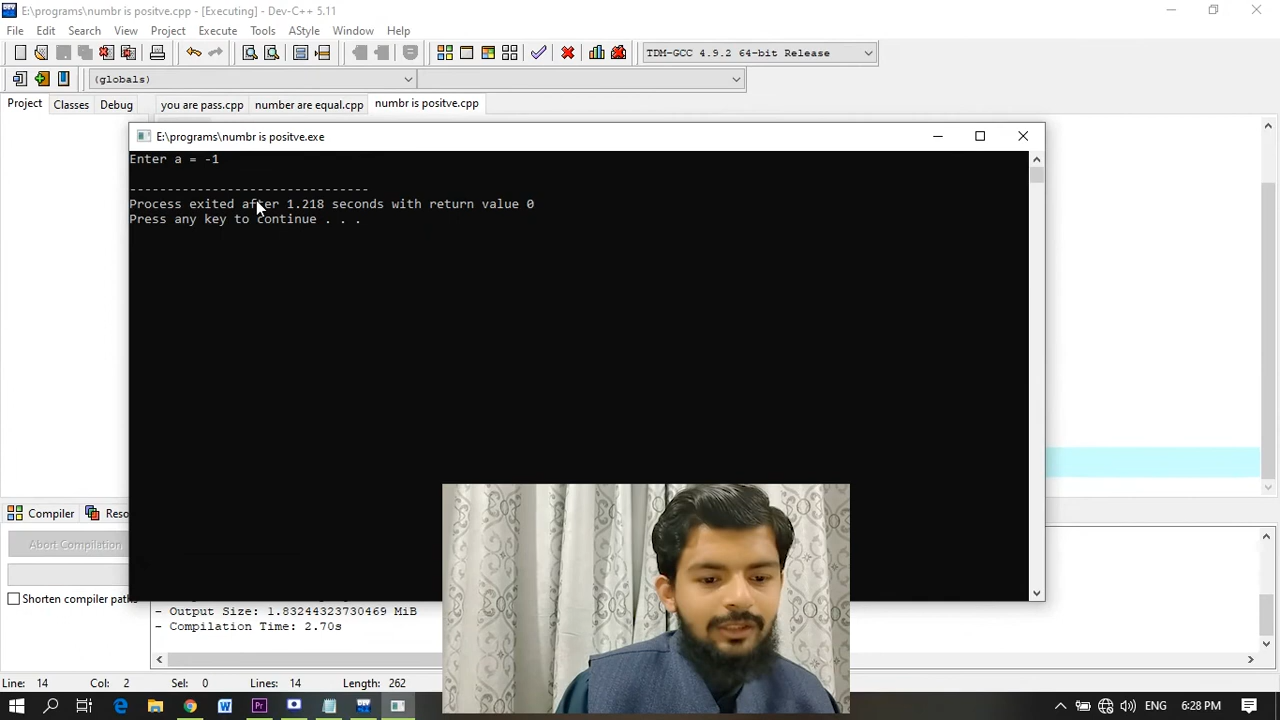 E:\programs\numbr is positve.cpp - [Executing] - Dev-C++ 5.11
File Edit Search View Project Execute Tools AStyle Window Help
TDM-GCC 4.9.2 64-bit Release
(globals)
Project Classes Debug you are pass.cpp number are equal.cpp numbr is positve.cpp
E:\programs\numbr is positve.exe
Enter a = -1
--------------------------------
Process exited after 1.218 seconds with return value 0
Press any key to continue . . .
Compiler Reso
Abort Compilation
Shorten compiler path
- Output Size: 1.83244323730469 MiB
- Compilation Time: 2.70s
Line: 14 Col: 2 Sel: 0 Lines: 14 Length: 262
ENG 6:28 PM